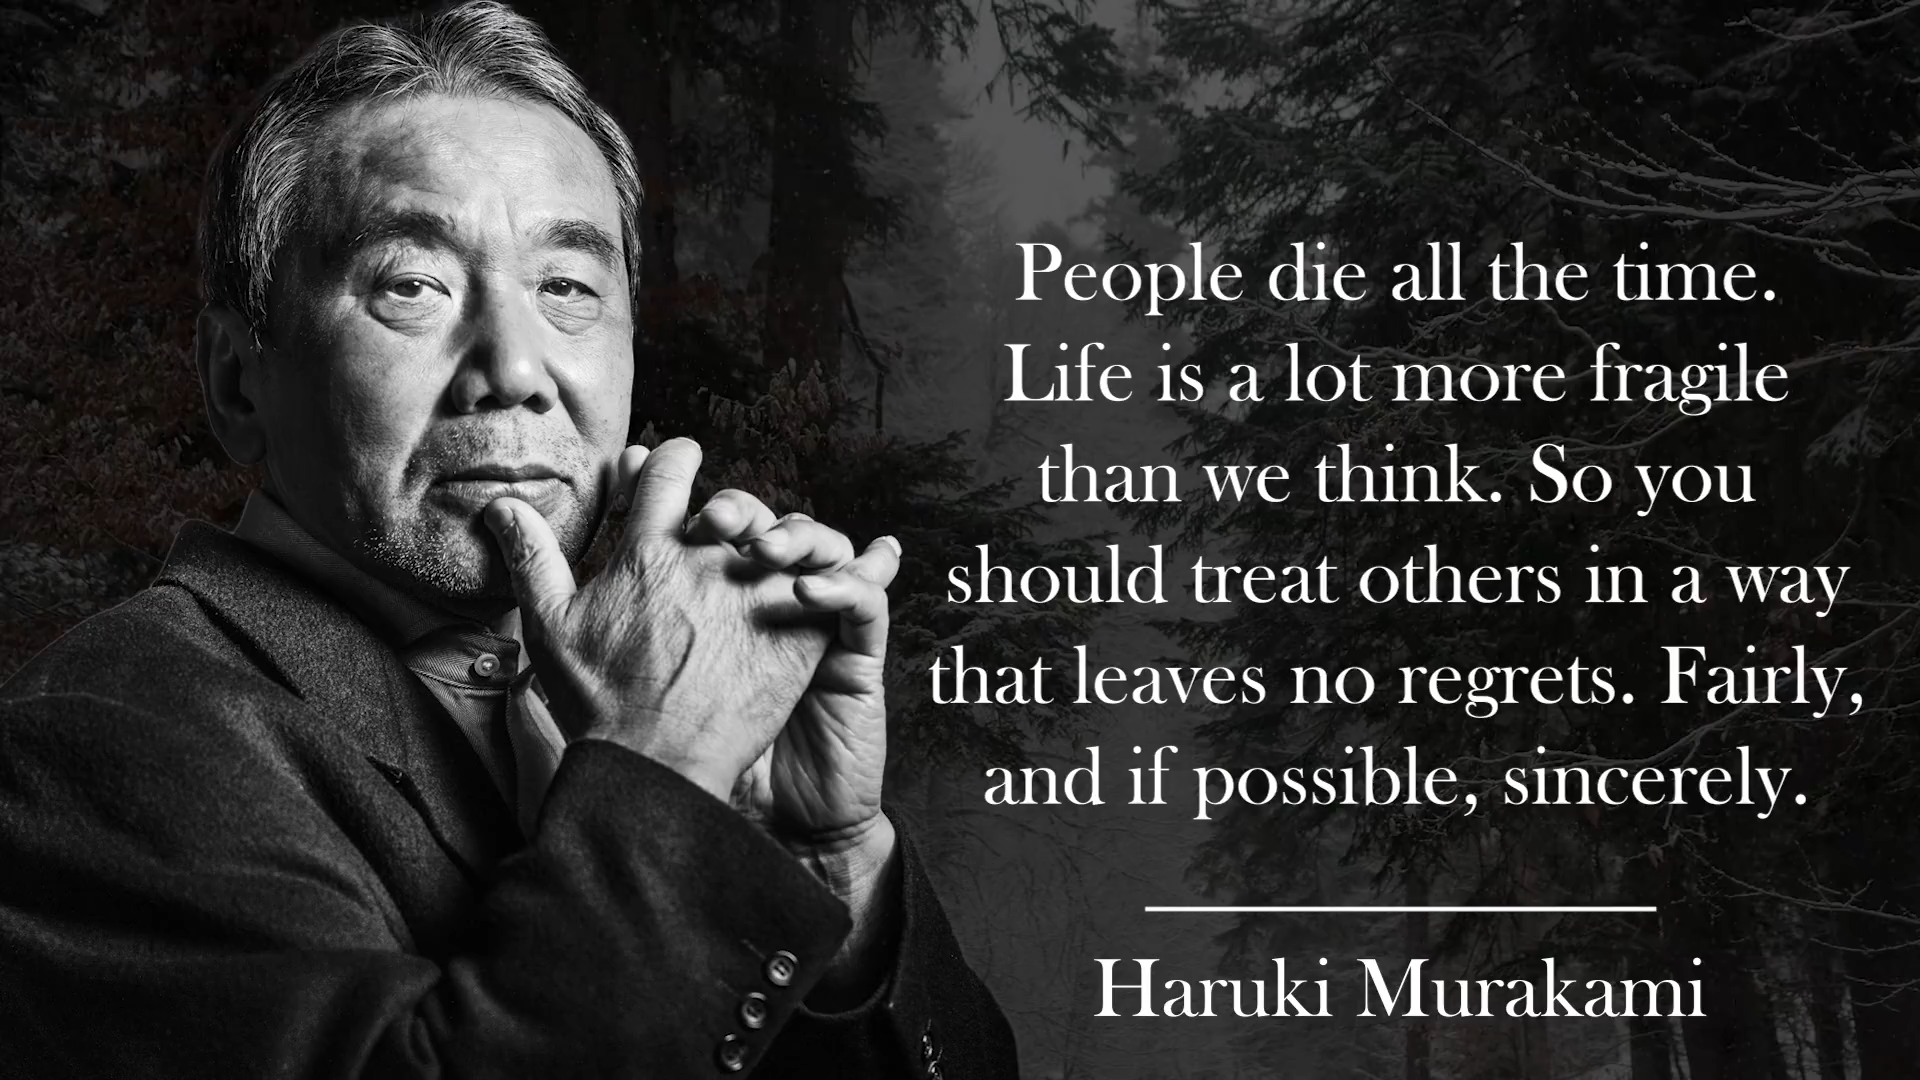 People die all the time.
Life is a lot more fragile
than we think. So you
should treat others in a way
that leaves no regrets. Fairly,
and if possible, sincerely.
Haruki Murakami